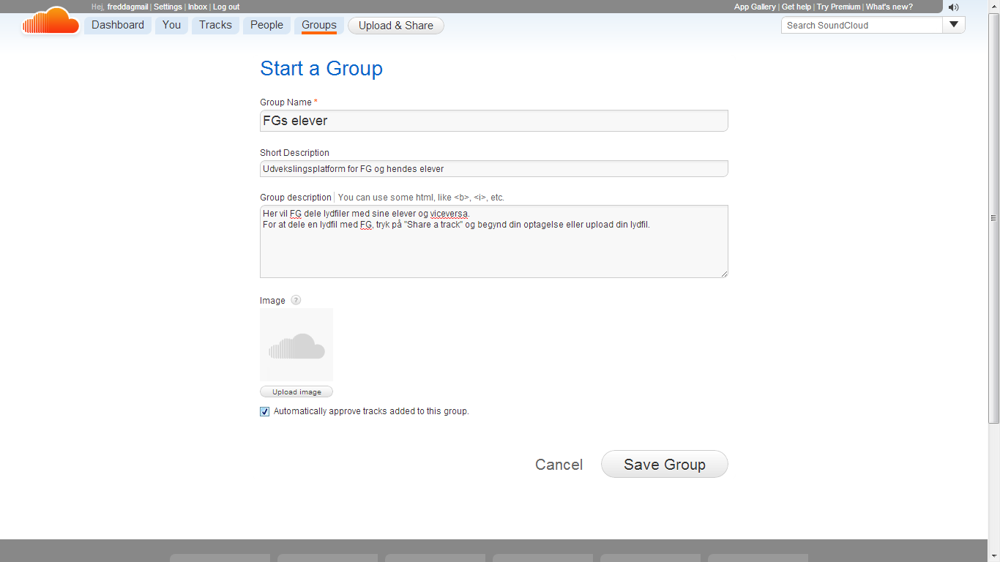 Hej, freddagmail | Settings | Inbox | Log out
App Gallery | Get help | Try Premium | What's new?
Dashboard You Tracks People Groups Upload & Share
Search SoundCloud
Start a Group
Group Name *
FGs elever
Short Description
Udvekslingsplatform for FG og hendes elever
Group description | You can use some html, like <b>, <i>, etc.
Her vil FG dele lydfiler med sine elever og viceversa.
For at dele en lydfil med FG, tryk på "Share a track" og begynd din optagelse eller upload din lydfil.
Image ?
Upload image
Automatically approve tracks added to this group.
Cancel Save Group